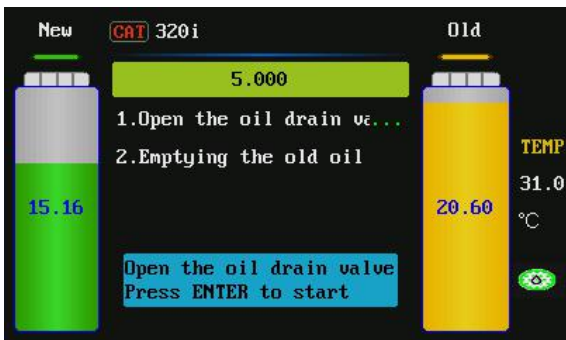 New
CAT 320i
Old
5.000
1.Open the oil drain va...
2.Emptying the old oil
TEMP
31.0
°C
15.16
20.60
Open the oil drain valve
Press ENTER to start